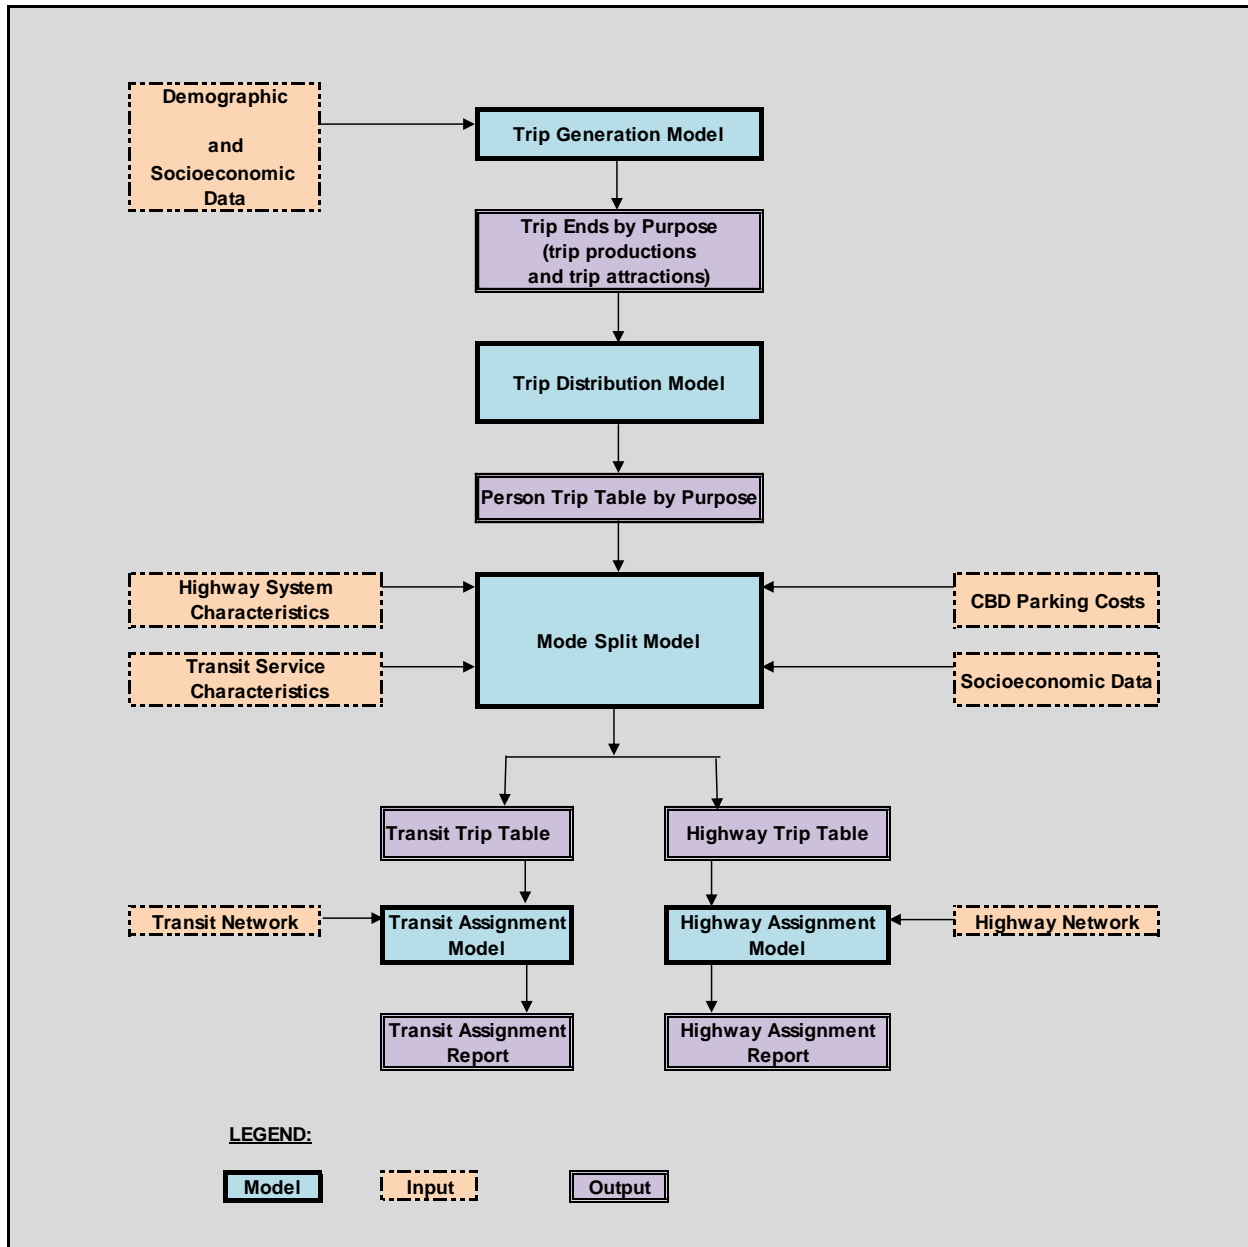 Demographic
and
Socioeconomic
Data
Trip Generation Model
Trip Ends by Purpose
(trip productions
and trip attractions)
Trip Distribution Model
Person Trip Table by Purpose
Highway System
Characteristics
Transit Service
Characteristics
Mode Split Model
CBD Parking Costs
Socioeconomic Data
Transit Trip Table
Highway Trip Table
Transit Network
Transit Assignment
Model
Highway Assignment
Model
Highway Network
Transit Assignment
Report
Highway Assignment
Report
LEGEND:
Model
Input
Output